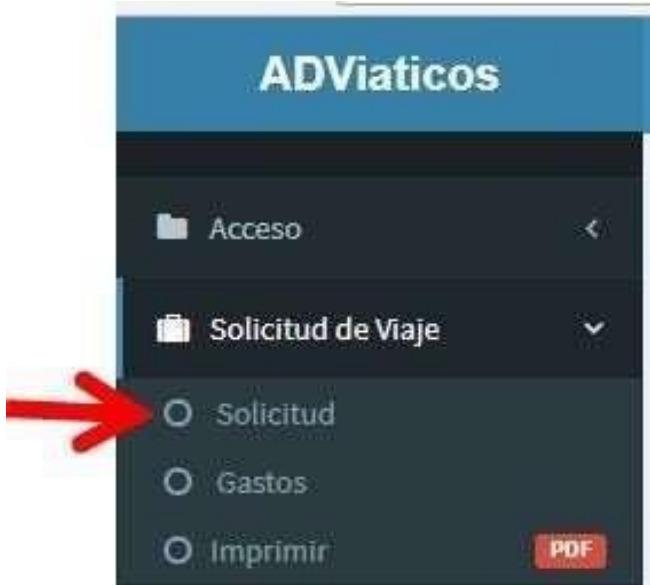 ADViaticos
Acceso
Solicitud de Viaje
Solicitud
Gastos
Imprimir PDF